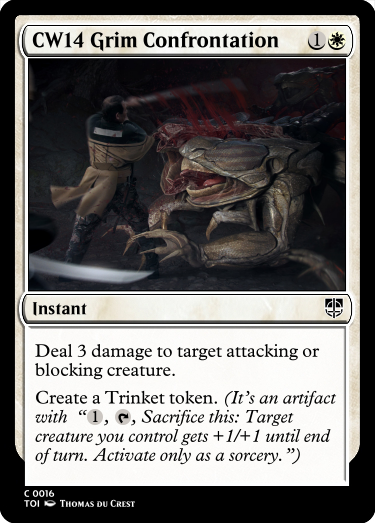 CW14 Grim Confrontation 1
Instant
Deal 3 damage to target attacking or
blocking creature.
Create a Trinket token. (It's an artifact
with “1, , Sacrifice this: Target
creature you control gets +1/+1 until end
of turn. Activate only as a sorcery.”)
C 0016
TOI Thomas du Crest